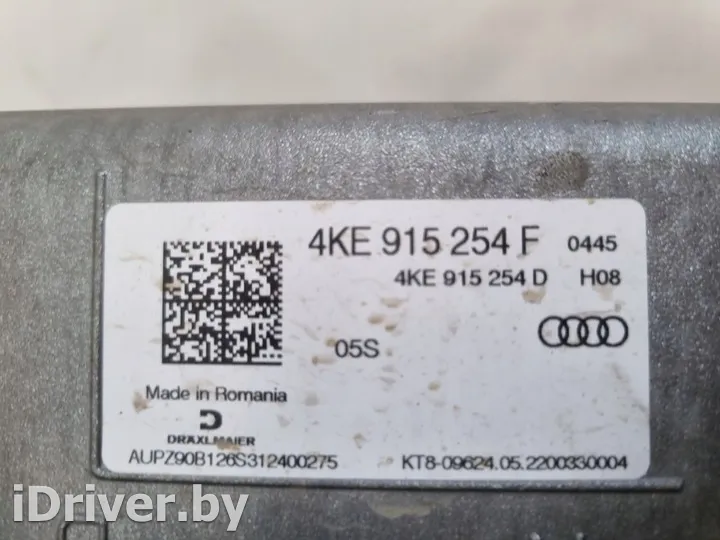 4KE 915 254 F 0445
4KE 915 254 D H08
05S
Made in Romania
DRÄXLMAIER
AUPZ90B126S312400275 KT8-09624.05.2200330004
iDriver.by